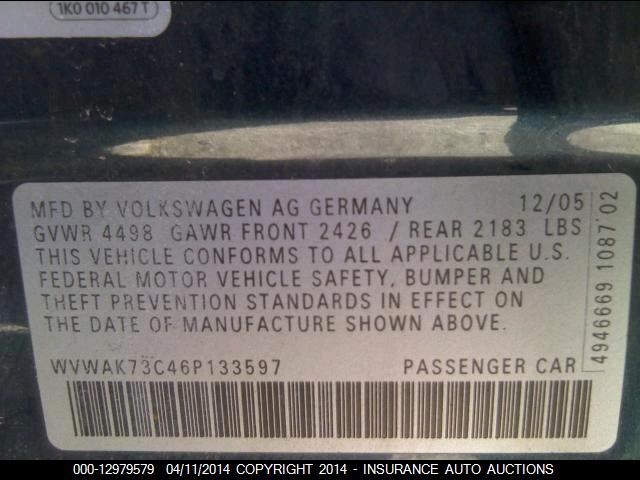 1K0 010 467 T
MFD BY VOLKSWAGEN AG GERMANY 12/05
GVWR 4498 GAWR FRONT 2426 / REAR 2183 LBS
THIS VEHICLE CONFORMS TO ALL APPLICABLE U.S.
FEDERAL MOTOR VEHICLE SAFETY, BUMPER AND
THEFT PREVENTION STANDARDS IN EFFECT ON
THE DATE OF MANUFACTURE SHOWN ABOVE.
WVWAK73C46P133597 PASSENGER CAR
4946669 1087 02
000-12979579 04/11/2014 COPYRIGHT 2014 - INSURANCE AUTO AUCTIONS